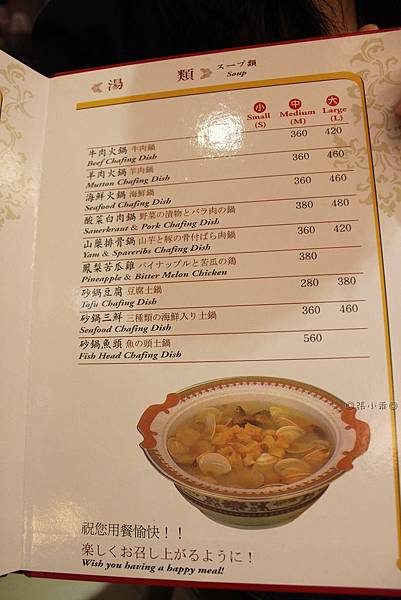 湯 類 スープ類
Soup
小 中 大
Small Medium Large
(S) (M) (L)
牛肉火鍋 牛肉鍋 360 420
Beef Chafing Dish
羊肉火鍋 羊肉鍋 360 460
Mutton Chafing Dish
海鮮火鍋 海鮮鍋 360 460
Seafood Chafing Dish
酸菜白肉鍋 野菜の漬物とバラ肉の鍋 380 480
Sauerkraut & Pork Chafing Dish
山藥排骨鍋 山芋と豚の骨付ばら肉鍋 360 420
Yam & Spareribs Chafing Dish
鳳梨苦瓜雞 パイナップルと苦瓜の鶏 380
Pineapple & Bitter Melon Chicken
砂鍋豆腐 豆腐土鍋 280 380
Tofu Chafing Dish
砂鍋三鮮 三種類の海鮮入り土鍋 360 460
Seafood Chafing Dish
砂鍋魚頭 魚の頭土鍋 560
Fish Head Chafing Dish
◎張小乖◎
祝您用餐愉快！！
楽しくお召し上がるように！
Wish you having a happy meal!